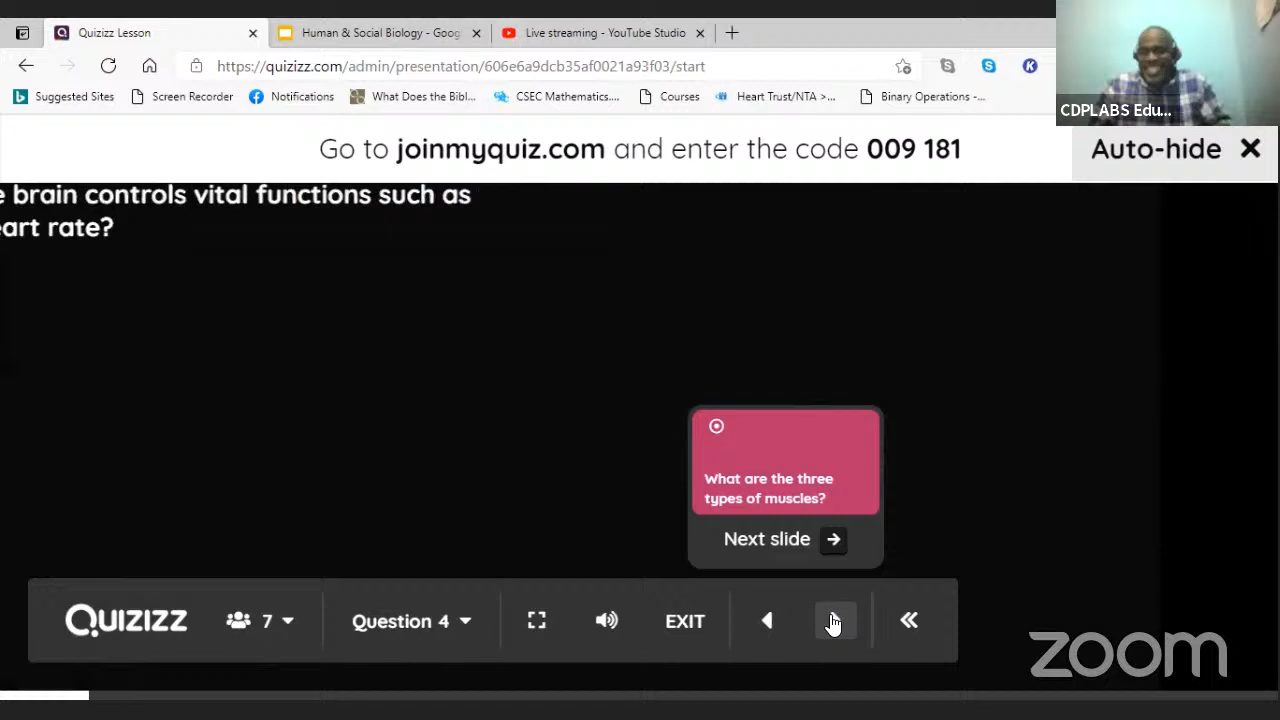 Quizizz Lesson
Human & Social Biology - Goog
Live streaming - YouTube Studio
https://quizizz.com/admin/presentation/606e6a9dcb35af0021a93f03/start
Suggested Sites
Screen Recorder
Notifications
What Does the Bibl...
CSEC Mathematics....
Courses
Heart Trust/NTA >...
Binary Operations -...
CDPLABS Edu...
Go to joinmyquiz.com and enter the code 009 181
Auto-hide
e brain controls vital functions such as
eart rate?
What are the three
types of muscles?
Next slide
Quizizz
7
Question 4
EXIT
zoom